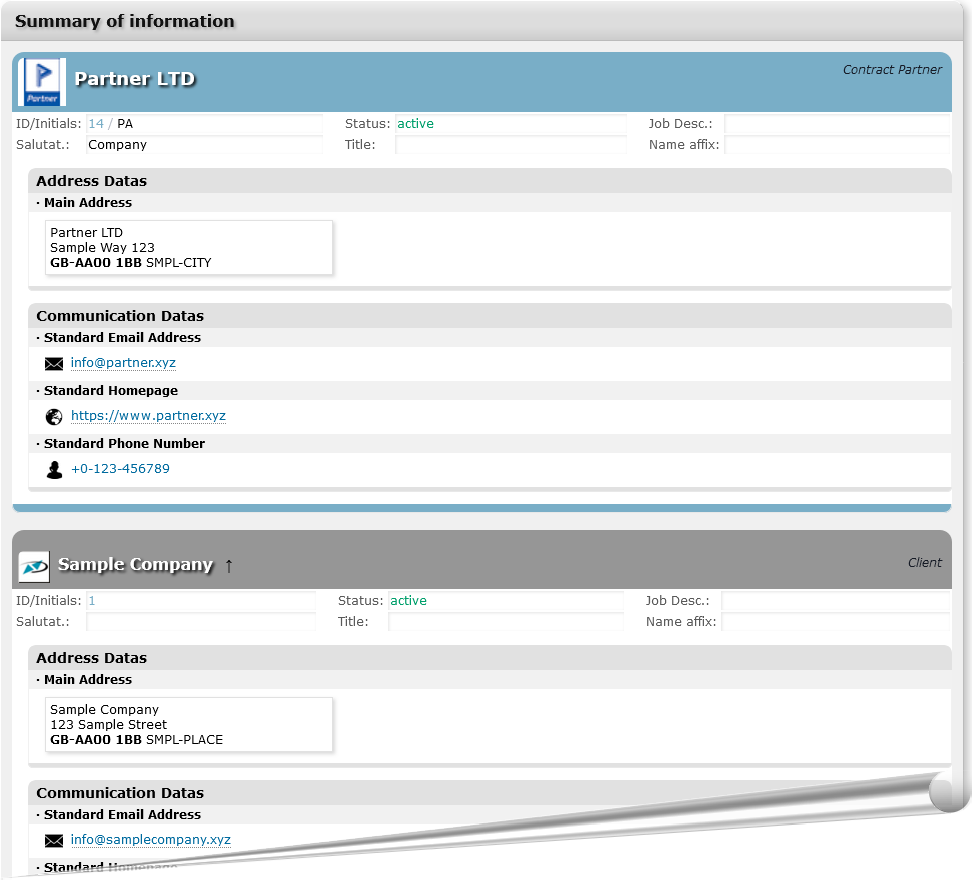 Summary of information
Partner
Partner LTD
Contract Partner
ID/Initials: 14 / PA Status: active Job Desc.:
Salutat.: Company Title: Name affix:
Address Datas
· Main Address
Partner LTD
Sample Way 123
GB-AA00 1BB SMPL-CITY
Communication Datas
· Standard Email Address
info@partner.xyz
· Standard Homepage
https://www.partner.xyz
· Standard Phone Number
+0-123-456789
Sample Company ↑
Client
ID/Initials: 1 Status: active Job Desc.:
Salutat.: Title: Name affix:
Address Datas
· Main Address
Sample Company
123 Sample Street
GB-AA00 1BB SMPL-PLACE
Communication Datas
· Standard Email Address
info@samplecompany.xyz
· Standard Homepage